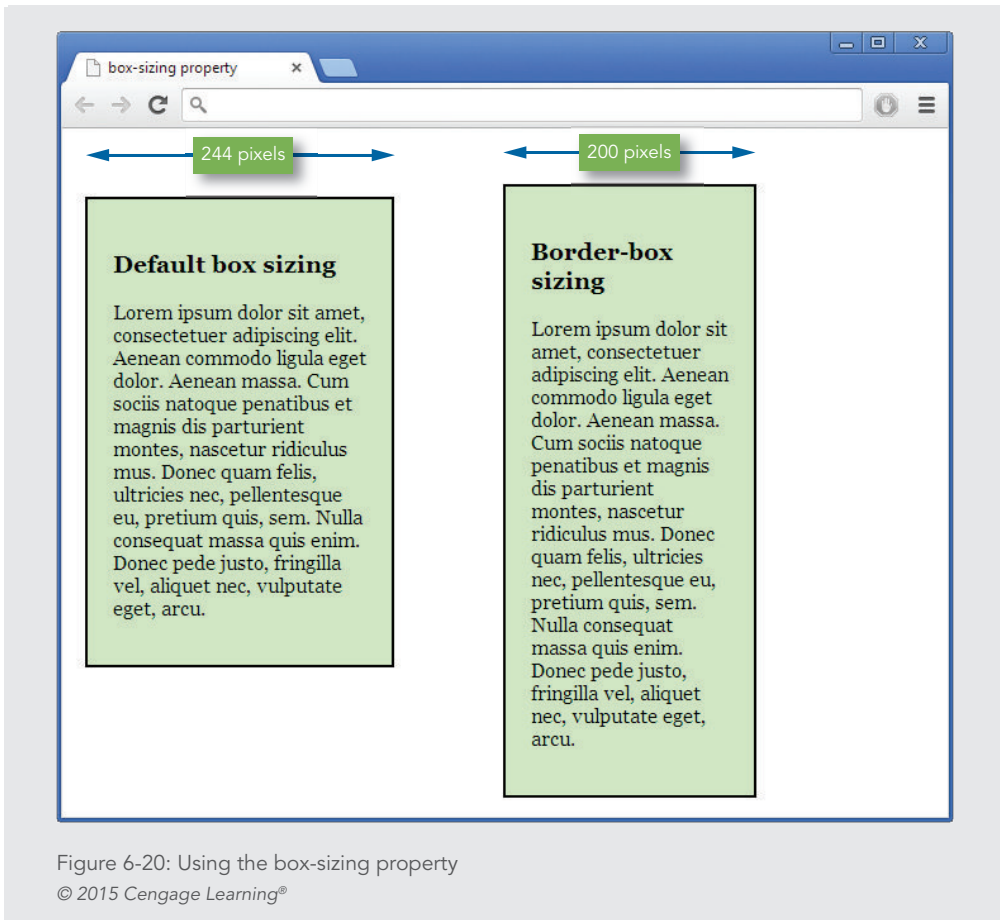 box-sizing property
244 pixels
200 pixels
Default box sizing
Lorem ipsum dolor sit amet,
consectetuer adipiscing elit.
Aenean commodo ligula eget
dolor. Aenean massa. Cum
sociis natoque penatibus et
magnis dis parturient
montes, nascetur ridiculus
mus. Donec quam felis,
ultricies nec, pellentesque
eu, pretium quis, sem. Nulla
consequat massa quis enim.
Donec pede justo, fringilla
vel, aliquet nec, vulputate
eget, arcu.
Border-box
sizing
Lorem ipsum dolor sit
amet, consectetuer
adipiscing elit. Aenean
commodo ligula eget
dolor. Aenean massa.
Cum sociis natoque
penatibus et magnis
dis parturient
montes, nascetur
ridiculus mus. Donec
quam felis, ultricies
nec, pellentesque eu,
pretium quis, sem.
Nulla consequat
massa quis enim.
Donec pede justo,
fringilla vel, aliquet
nec, vulputate eget,
arcu.
Figure 6-20: Using the box-sizing property
© 2015 Cengage Learning®